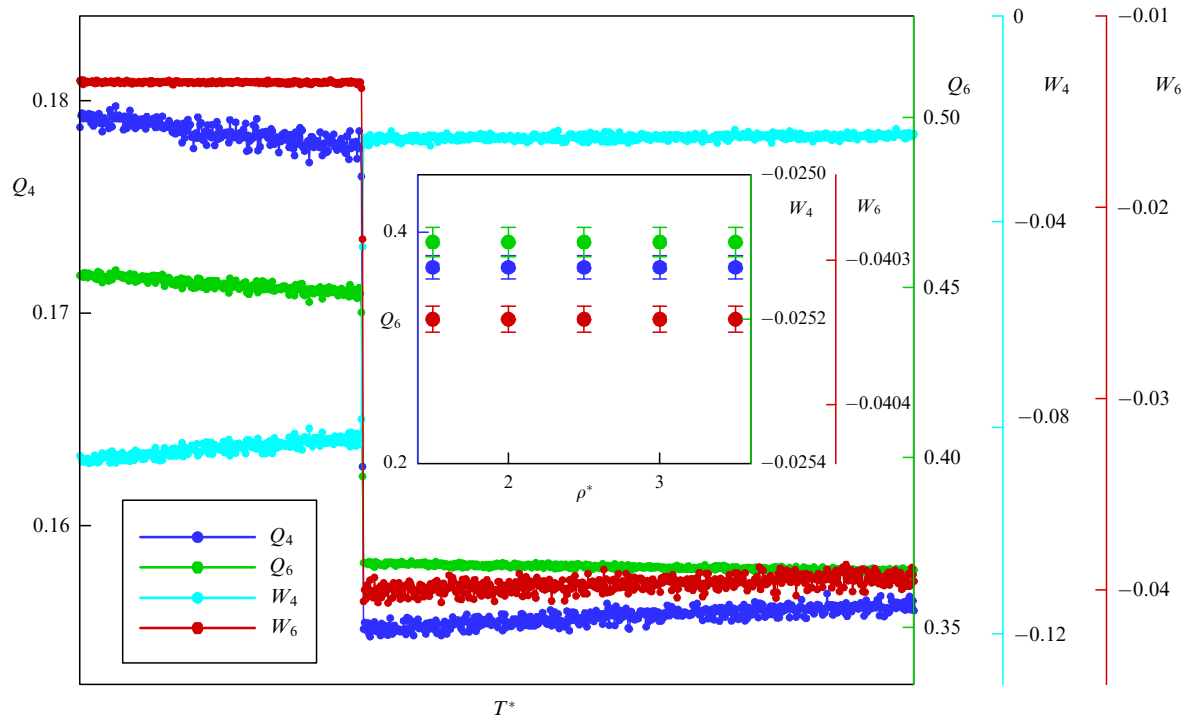 0 −0.01
Q₆ W₄ W₆
0.18 0.50
Q₄
−0.0250
W₄ W₆
−0.02
−0.04
0.4
−0.0403
0.45
0.17
Q₆ −0.0252
−0.03
−0.0404
−0.08
0.2 −0.0254
0.40
2 3
ρ*
0.16
Q₄
Q₆
W₄
W₆
−0.04
0.35
−0.12
T*